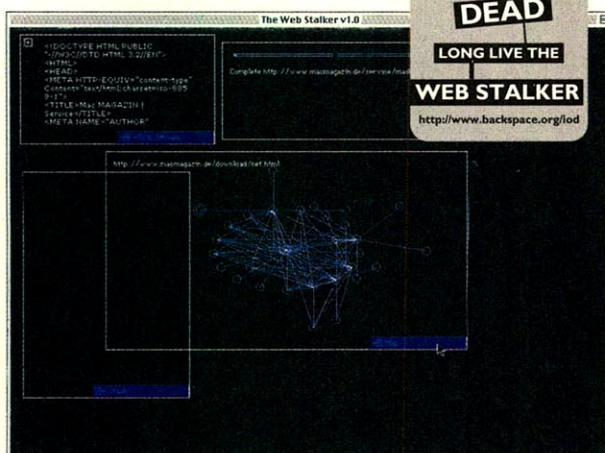 The Web Stalker v1.0
DEAD
LONG LIVE THE
WEB STALKER
http://www.backspace.org/iod
<!DOCTYPE HTML PUBLIC
"-//W3C//DTD HTML 3.2//EN">
<HTML>
<HEAD>
<META HTTP-EQUIV="content-type"
Content="text/html;charset=iso-885
9-1">
<TITLE>Mac MAGAZIN |
Service</TITLE>
<META NAME="AUTHOR"
Complete http://www.macmagazin.de/service/mad
http://www.macmagazin.de/download/net.html